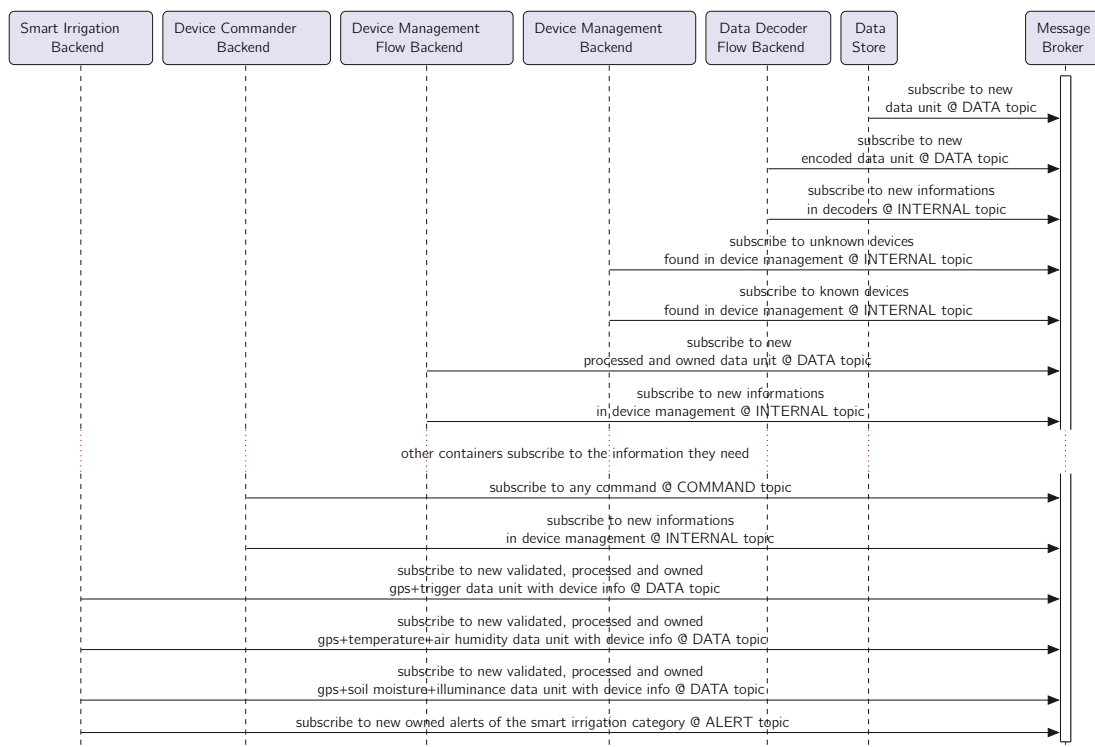 Smart Irrigation
Backend
Device Commander
Backend
Device Management
Flow Backend
Device Management
Backend
Data Decoder
Flow Backend
Data
Store
Message
Broker
subscribe to new
data unit @ DATA topic
subscribe to new
encoded data unit @ DATA topic
subscribe to new informations
in decoders @ INTERNAL topic
subscribe to unknown devices
found in device management @ INTERNAL topic
subscribe to known devices
found in device management @ INTERNAL topic
subscribe to new
processed and owned data unit @ DATA topic
subscribe to new informations
in device management @ INTERNAL topic
other containers subscribe to the information they need
subscribe to any command @ COMMAND topic
subscribe to new informations
in device management @ INTERNAL topic
subscribe to new validated, processed and owned
gps+trigger data unit with device info @ DATA topic
subscribe to new validated, processed and owned
gps+temperature+air humidity data unit with device info @ DATA topic
subscribe to new validated, processed and owned
gps+soil moisture+illuminance data unit with device info @ DATA topic
subscribe to new owned alerts of the smart irrigation category @ ALERT topic